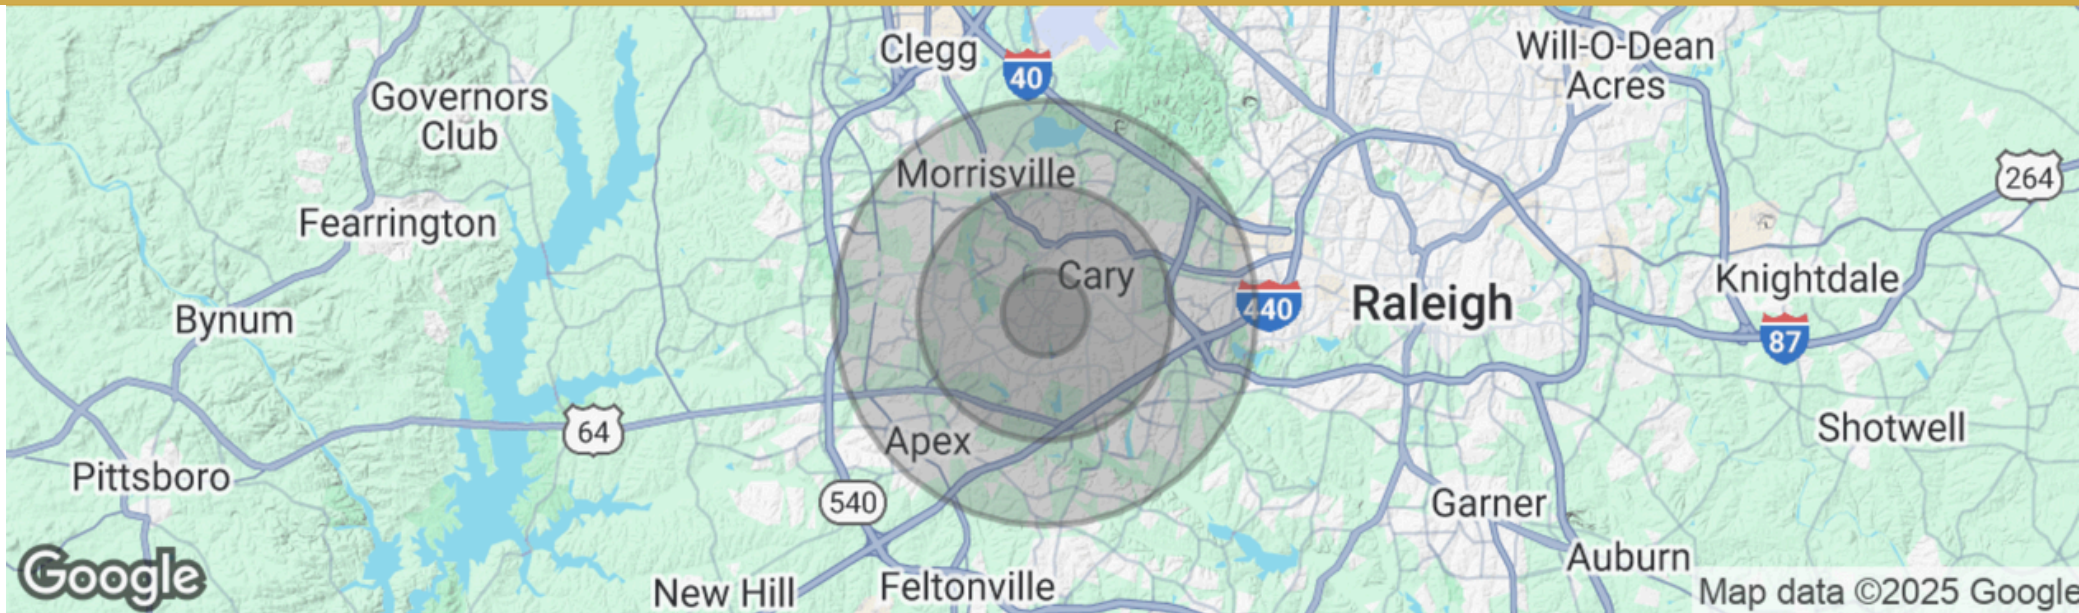 Clegg
40
Will-O-Dean
Acres
Governors
Club
Morrisville
264
Fearrington
Cary
Knightdale
Bynum
440
Raleigh
87
64
Apex
Shotwell
Pittsboro
540
Garner
Auburn
Google
New Hill
Feltonville
Map data ©2025 Google